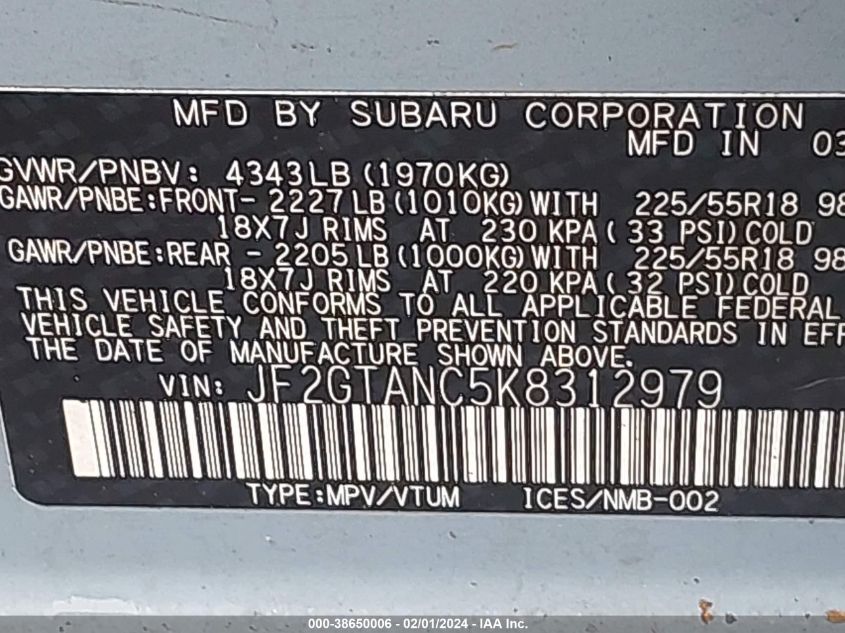 MFD BY SUBARU CORPORATION
MFD IN 03
GVWR/PNBV: 4343LB (1970KG)
GAWR/PNBE:FRONT- 2227LB(1010KG)WITH 225/55R18 98
18X7J RIMS AT 230 KPA( 33 PSI)COLD
GAWR/PNBE:REAR - 2205LB(1000KG)WITH 225/55R18 98
18X7J RIMS AT 220 KPA( 32 PSI)COLD
THIS VEHICLE CONFORMS TO ALL APPLICABLE FEDERAL
VEHICLE SAFETY AND THEFT PREVENTION STANDARDS IN EFF
THE DATE OF MANUFACTURE SHOWN ABOVE.
VIN: JF2GTANC5K8312979
TYPE:MPV/VTUM ICES/NMB-002
000-38650006 - 02/01/2024 - © IAA, Inc.